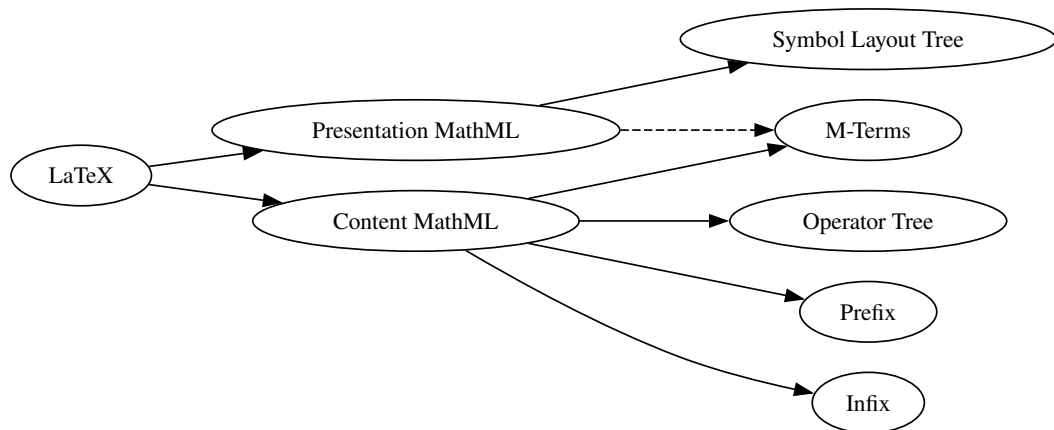 Symbol Layout Tree
Presentation MathML
M-Terms
LaTeX
Content MathML
Operator Tree
Prefix
Infix